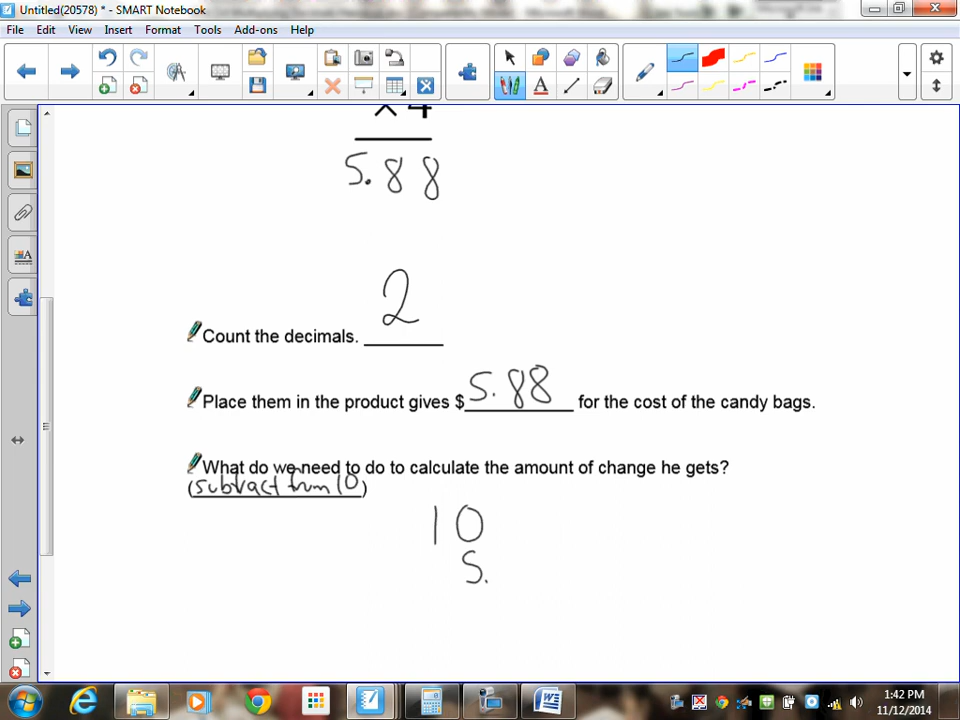 Untitled(20578) * - SMART Notebook
File Edit View Insert Format Tools Add-ons Help
× 4
5.88
2
Count the decimals.
5.88
Place them in the product gives $ for the cost of the candy bags.
What do we need to do to calculate the amount of change he gets?
(subtract from 10)
10
5.
1:42 PM
11/12/2014